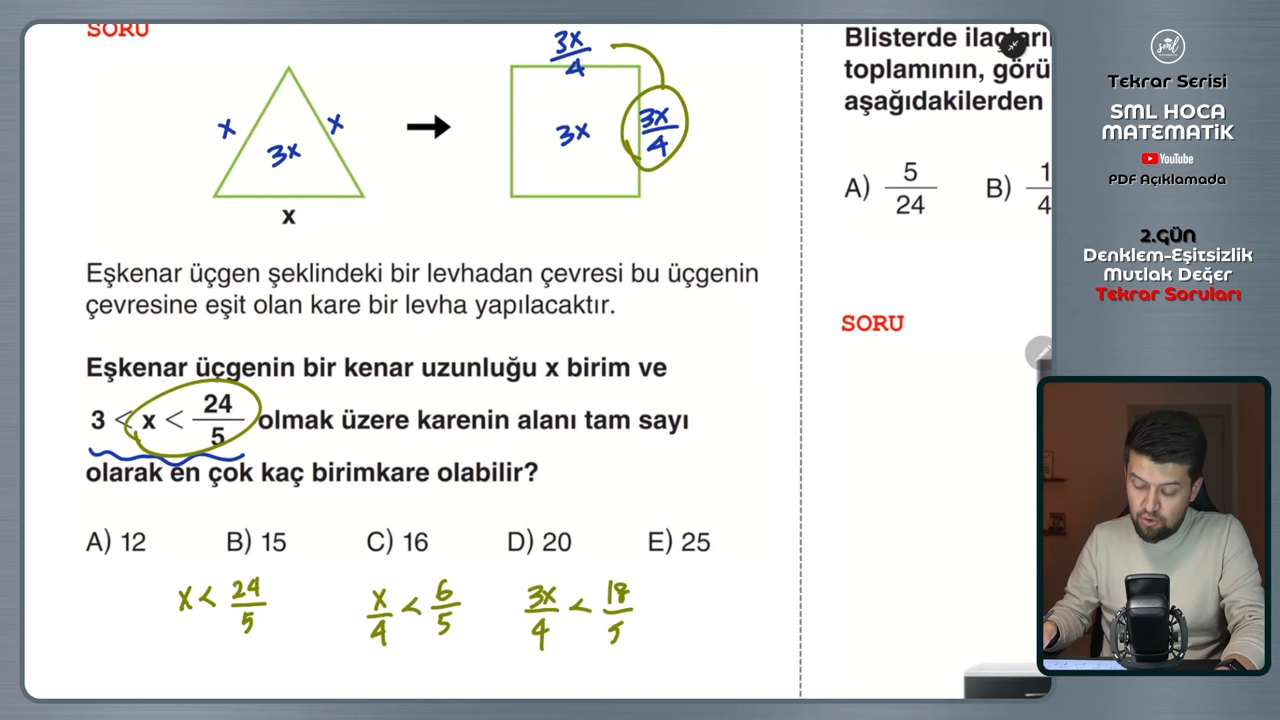 SORU
3x/4
x
x
3x
3x
3x/4
x
Eşkenar üçgen şeklindeki bir levhadan çevresi bu üçgenin
çevresine eşit olan kare bir levha yapılacaktır.
Eşkenar üçgenin bir kenar uzunluğu x birim ve
3 < x < 24/5 olmak üzere karenin alanı tam sayı
olarak en çok kaç birimkare olabilir?
A) 12 B) 15 C) 16 D) 20 E) 25
x < 24/5 x/4 < 6/5 3x/4 < 18/5
Blisterde
toplamının, görü
aşağıdakilerden
A) 5/24 B) 1/4
SORU
sml
Tekrar Serisi
SML HOCA
MATEMATİK
YouTube
PDF Açıklamada
2.GÜN
Denklem-Eşitsizlik
Mutlak Değer
Tekrar Soruları